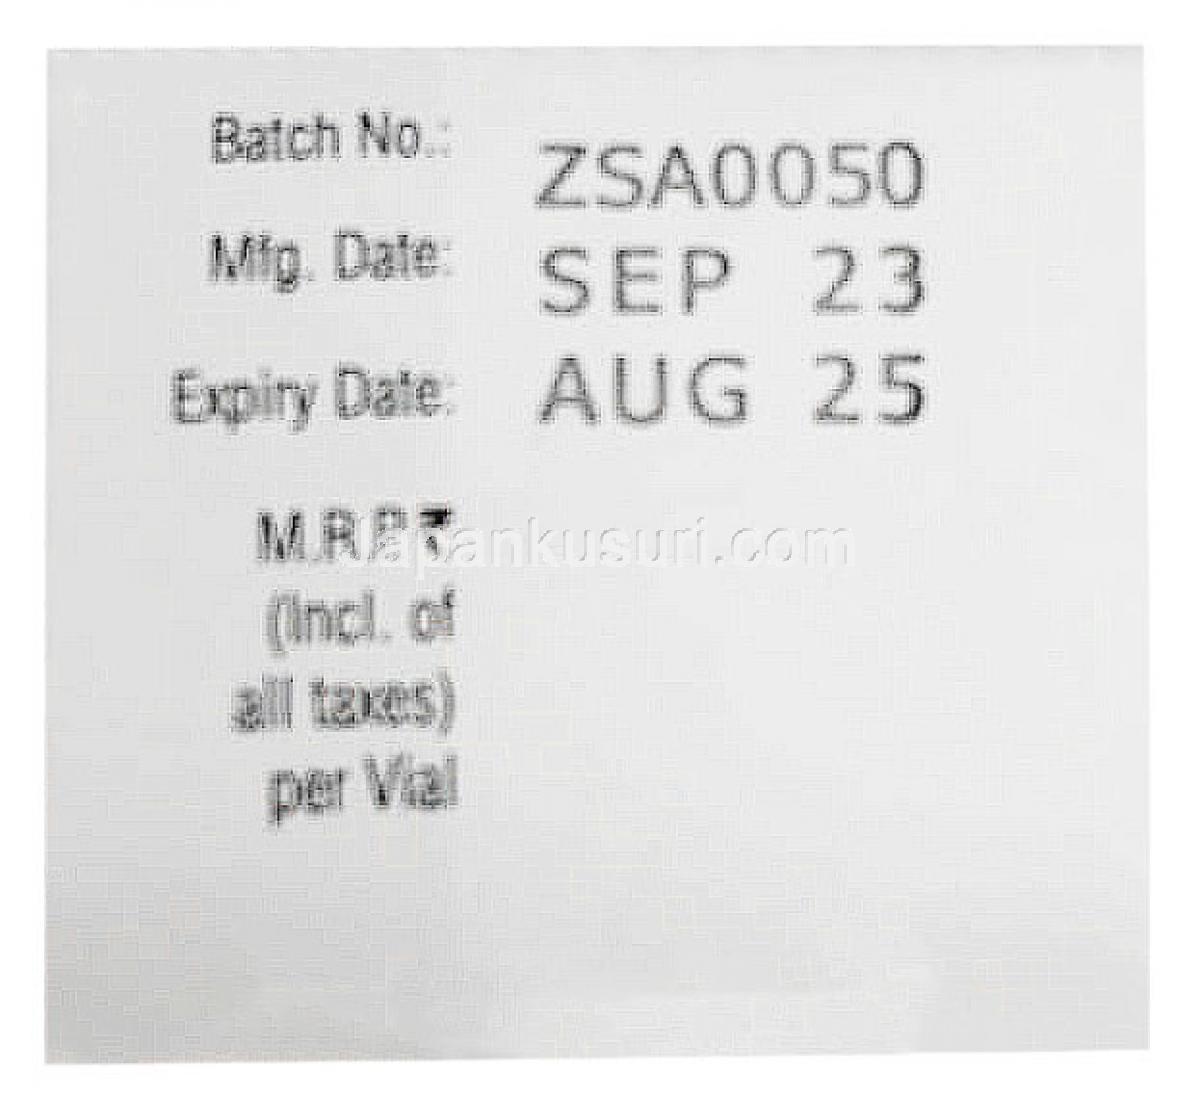 Batch No.: ZSA0050
Mfg. Date: SEP 23
Expiry Date: AUG 25
M.R.P ₹
Japankusuri.com
(Incl. of
all taxes)
per Vial